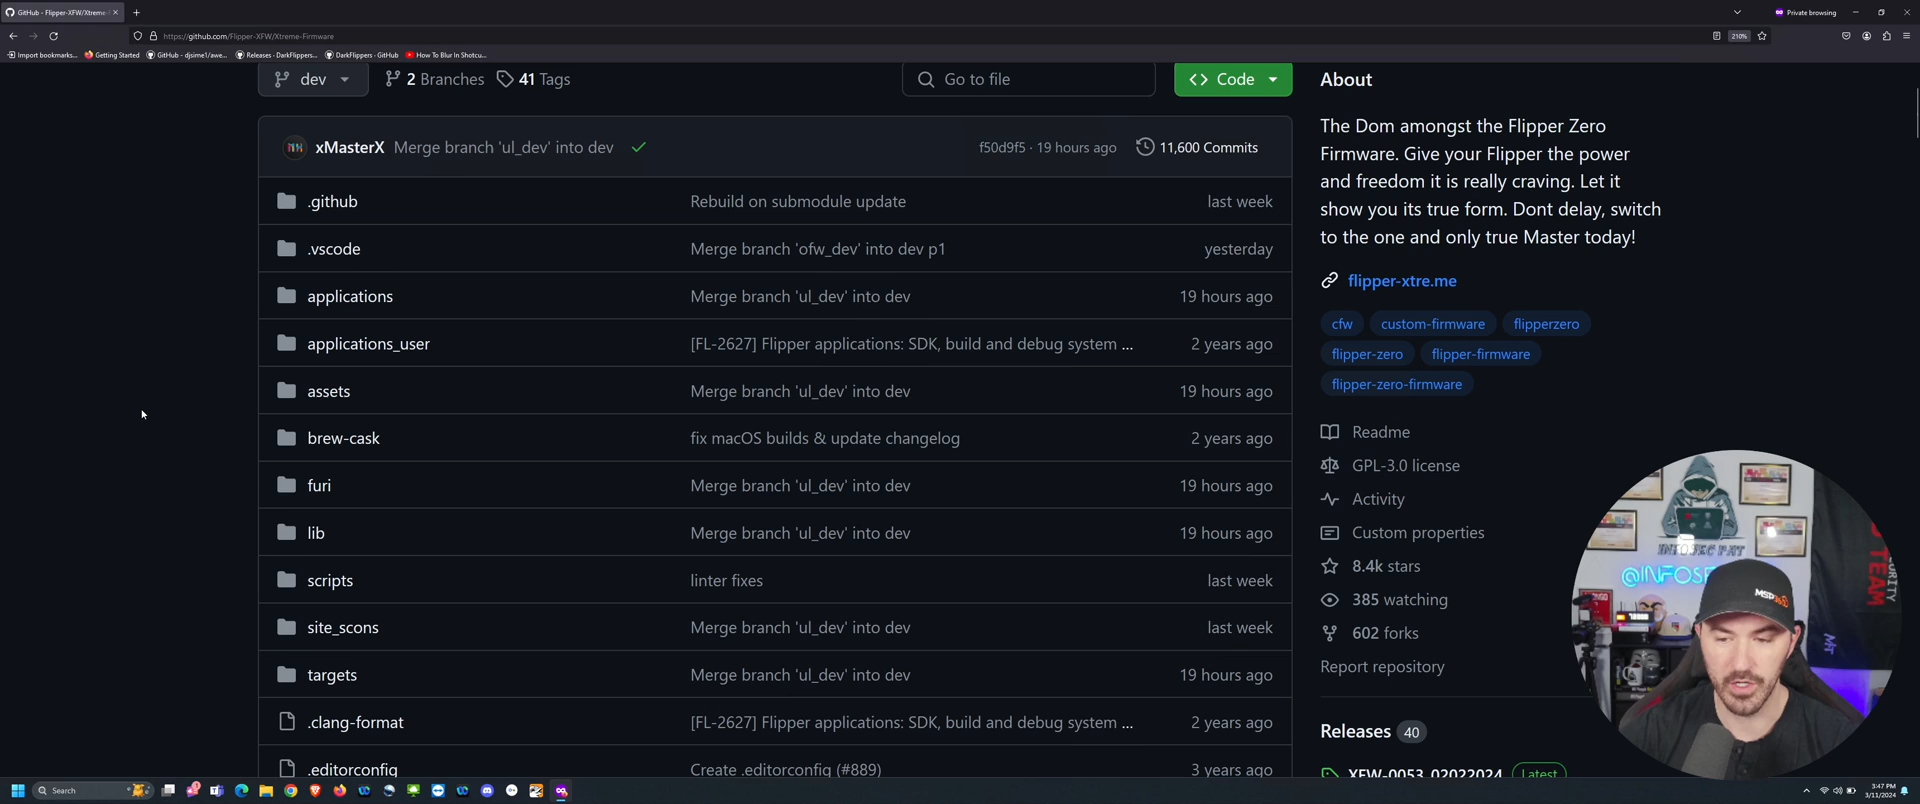 GitHub - Flipper-XFW/Xtreme-
Private browsing
https://github.com/Flipper-XFW/Xtreme-Firmware
210%
Import bookmarks...
Getting Started
GitHub - djsime1/awe...
Releases - DarkFlippers...
DarkFlippers · GitHub
How To Blur In Shotcu...
dev
2 Branches
41 Tags
Go to file
Code
xMasterX Merge branch 'ul_dev' into dev
f50d9f5 · 19 hours ago
11,600 Commits
.github Rebuild on submodule update last week
.vscode Merge branch 'ofw_dev' into dev p1 yesterday
applications Merge branch 'ul_dev' into dev 19 hours ago
applications_user [FL-2627] Flipper applications: SDK, build and debug system ... 2 years ago
assets Merge branch 'ul_dev' into dev 19 hours ago
brew-cask fix macOS builds & update changelog 2 years ago
furi Merge branch 'ul_dev' into dev 19 hours ago
lib Merge branch 'ul_dev' into dev 19 hours ago
scripts linter fixes last week
site_scons Merge branch 'ul_dev' into dev last week
targets Merge branch 'ul_dev' into dev 19 hours ago
.clang-format [FL-2627] Flipper applications: SDK, build and debug system ... 2 years ago
.editorconfig Create .editorconfig (#889) 3 years ago
About
The Dom amongst the Flipper Zero
Firmware. Give your Flipper the power
and freedom it is really craving. Let it
show you its true form. Dont delay, switch
to the one and only true Master today!
flipper-xtre.me
cfw custom-firmware flipperzero
flipper-zero flipper-firmware
flipper-zero-firmware
Readme
GPL-3.0 license
Activity
Custom properties
8.4k stars
385 watching
602 forks
Report repository
Releases 40
XFW-0053_02022024 Latest
INFOSEC PAT
@INFOSE
TEAM
Search
3:47 PM
3/11/2024